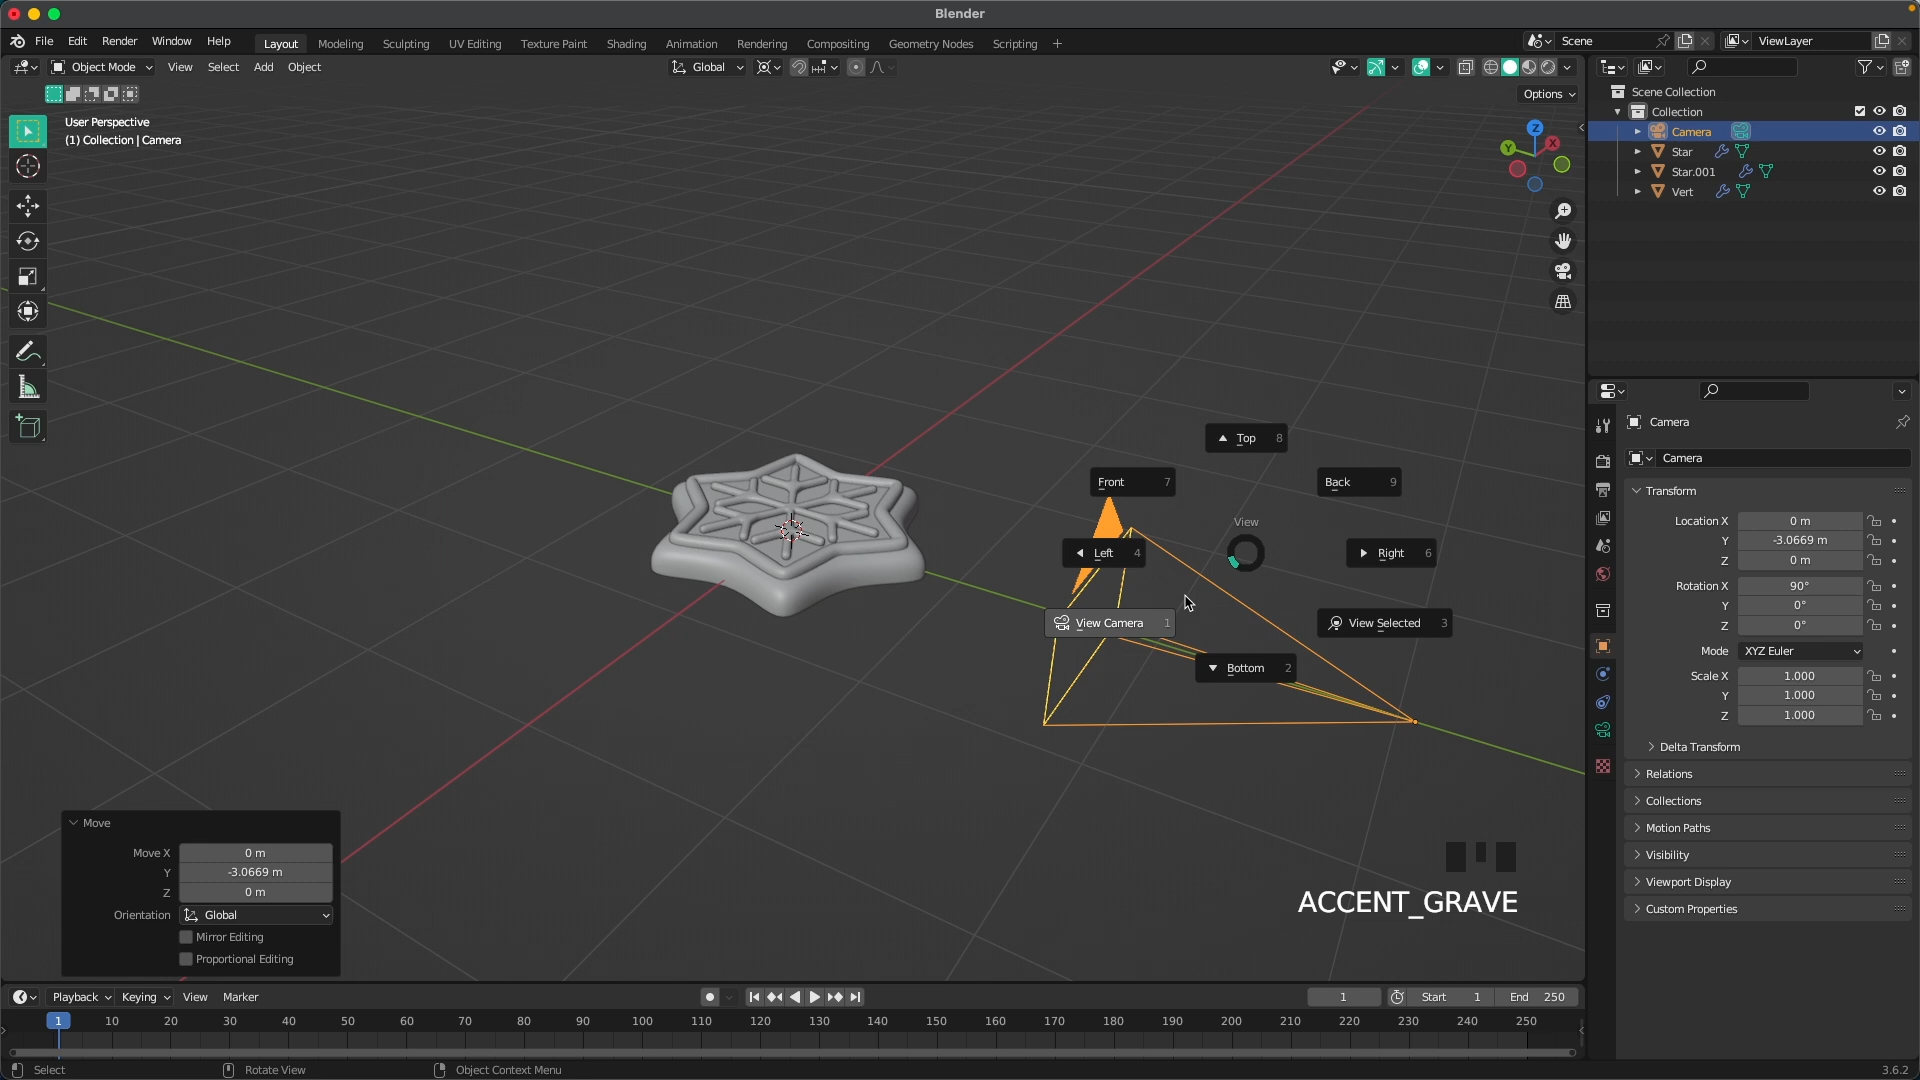 Blender
File Edit Render Window Help Layout Modeling Sculpting UV Editing Texture Paint Shading Animation Rendering Compositing Geometry Nodes Scripting + Scene ViewLayer
Object Mode View Select Add Object Global
Options
User Perspective
(1) Collection | Camera
Z
X
Y
Scene Collection
Collection
Camera
Star
Star.001
Vert
Camera
Camera
Transform
Location X 0 m
Y -3.0669 m
Z 0 m
Rotation X 90°
Y 0°
Z 0°
Mode XYZ Euler
Scale X 1.000
Y 1.000
Z 1.000
Delta Transform
Relations
Collections
Motion Paths
Visibility
Viewport Display
Custom Properties
Top 8
Front 7
Back 9
View
Left 4
Right 6
View Camera 1
View Selected 3
Bottom 2
Move
Move X 0 m
Y -3.0669 m
Z 0 m
Orientation Global
Mirror Editing
Proportional Editing
ACCENT_GRAVE
Playback Keying View Marker 1 Start 1 End 250
1 10 20 30 40 50 60 70 80 90 100 110 120 130 140 150 160 170 180 190 200 210 220 230 240 250
Select Rotate View Object Context Menu 3.6.2